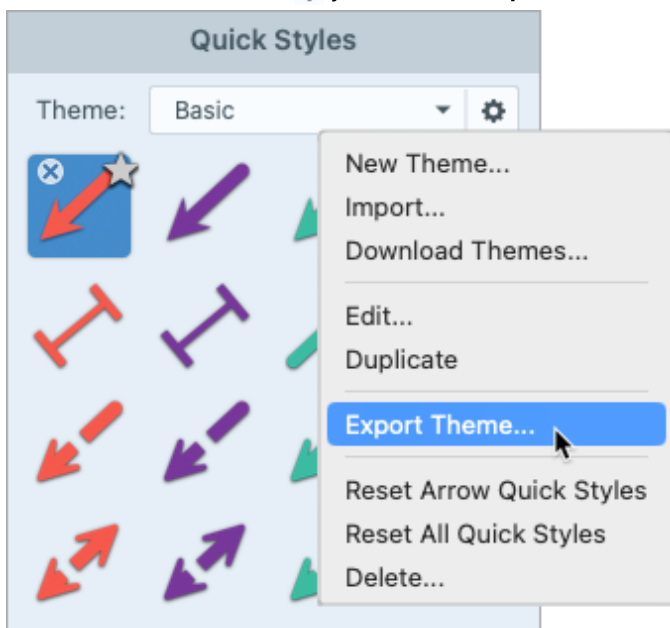 Quick Styles
Theme: Basic
New Theme...
Import...
Download Themes...
Edit...
Duplicate
Export Theme...
Reset Arrow Quick Styles
Reset All Quick Styles
Delete...